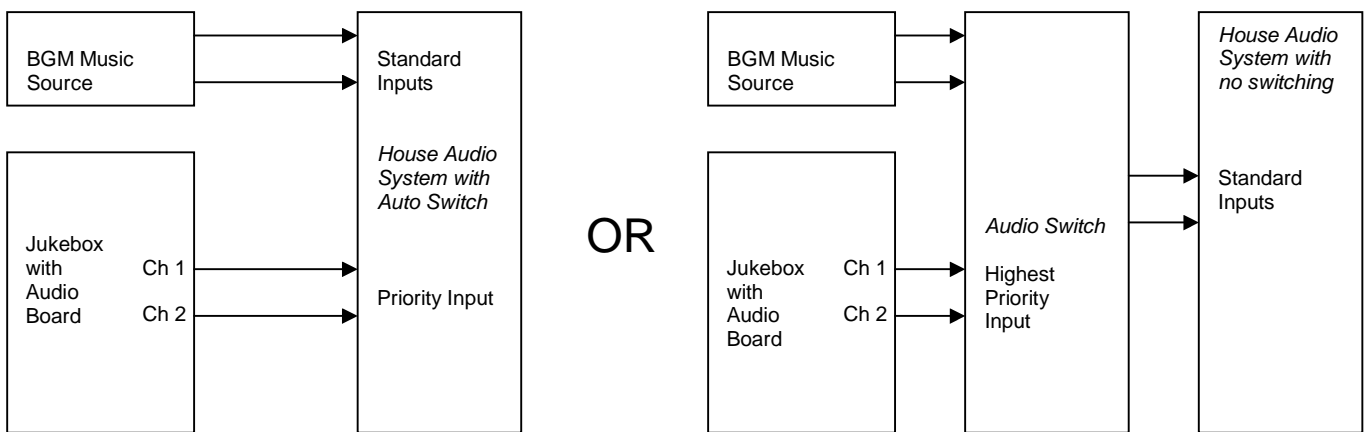 BGM Music
Source
Standard
Inputs
House Audio
System with
Auto Switch
Jukebox
with
Audio
Board
Ch 1
Ch 2
Priority Input
OR
BGM Music
Source
Jukebox
with
Audio
Board
Ch 1
Ch 2
Audio Switch
Highest
Priority
Input
House Audio
System with
no switching
Standard
Inputs